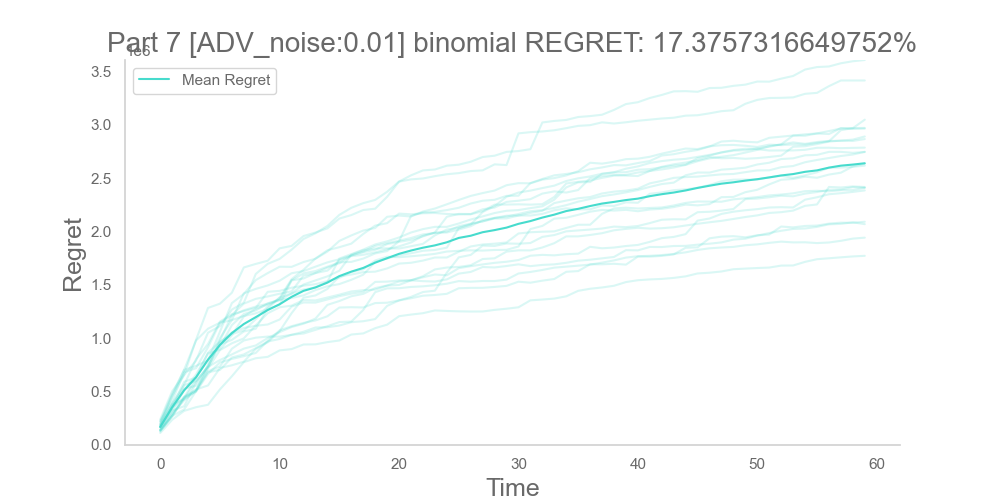 Part 7 [ADV_noise:0.01] binomial REGRET: 17.3757316649752%
1e6
Mean Regret
3.5
3.0
2.5
2.0
1.5
1.0
0.5
0.0
Regret
0 10 20 30 40 50 60
Time